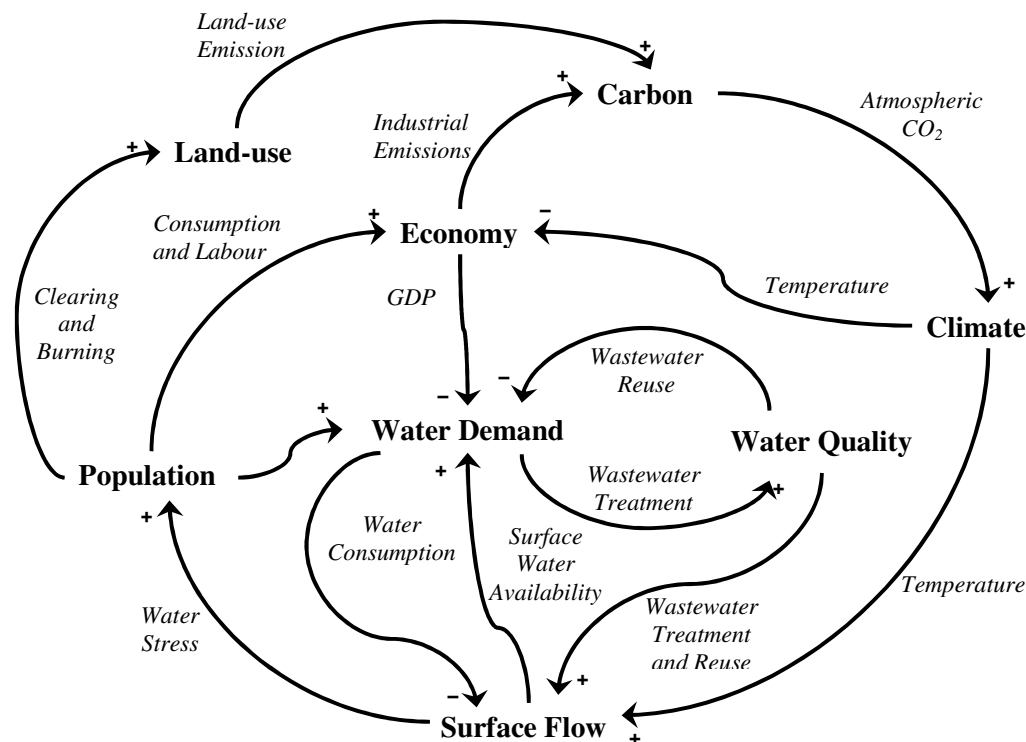 Land-use
Emission
+
+
Carbon
Atmospheric
CO₂
Industrial
Emissions
+
Land-use
Consumption
and Labour
+
–
Economy
GDP
Temperature
+
Climate
Clearing
and
Burning
Wastewater
Reuse
–
–
+
Water Demand
Water Quality
+
Population
+
Wastewater
Treatment
+
Water
Consumption
Surface
Water
Availability
Temperature
Water
Stress
Wastewater
Treatment
and Reuse
+
–
Surface Flow
+